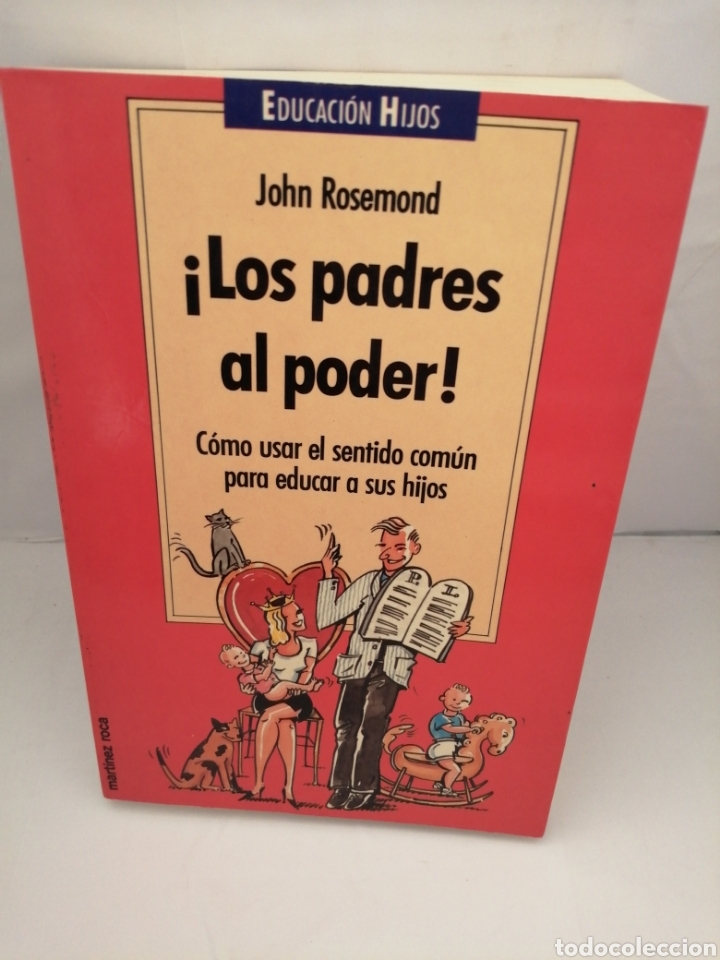 EDUCACIÓN HIJOS
John Rosemond
¡Los padres
al poder!
Cómo usar el sentido común
para educar a sus hijos
P. L.
martínez roca
todocoleccion